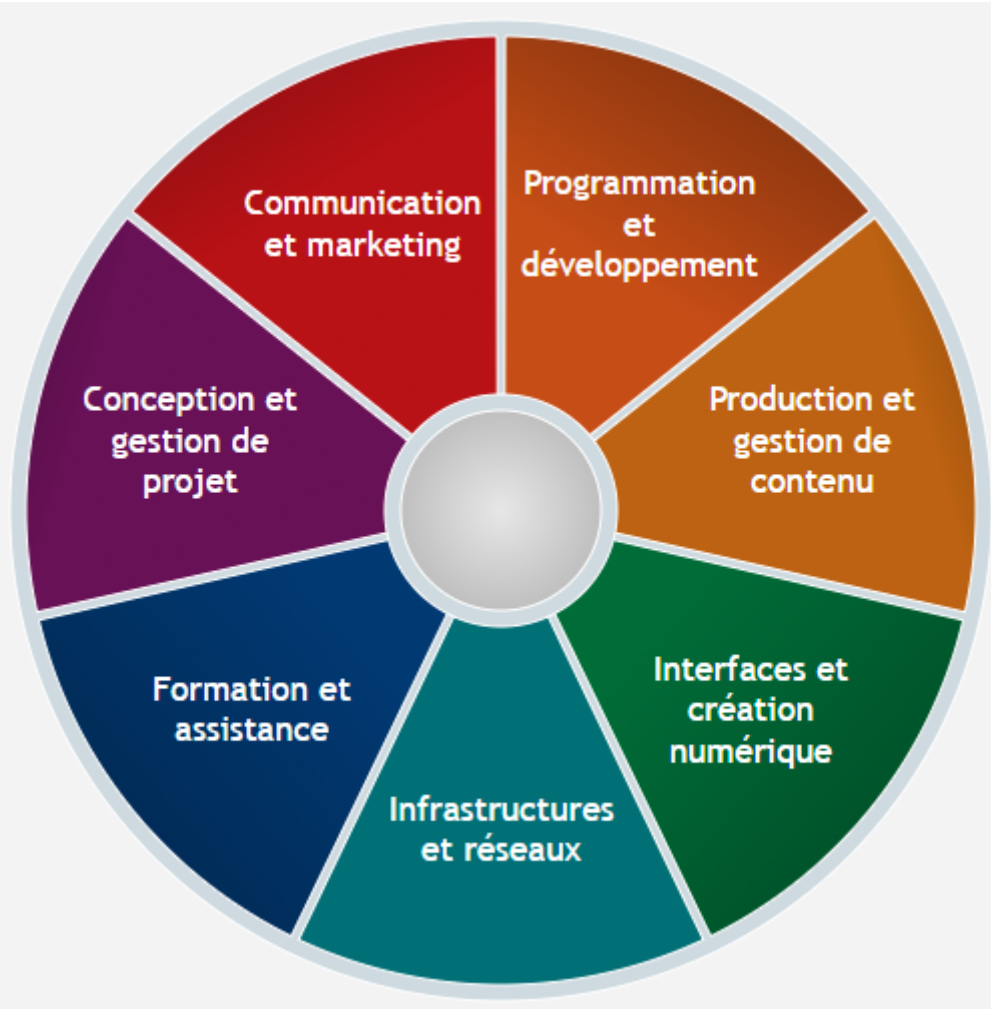 Communication
et marketing
Programmation
et
développement
Production et
gestion de
contenu
Interfaces et
création
numérique
Infrastructures
et réseaux
Formation et
assistance
Conception et
gestion de
projet